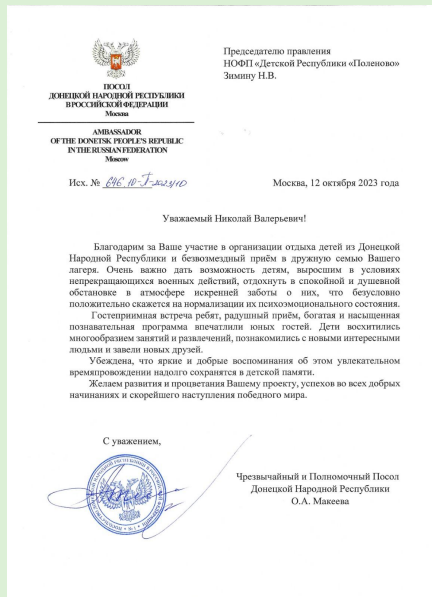 Председателю правления
НОФП «Детской Республики «Поленово»
Зимину Н.В.
ПОСОЛ
ДОНЕЦКОЙ НАРОДНОЙ РЕСПУБЛИКИ
В РОССИЙСКОЙ ФЕДЕРАЦИИ
Москва
AMBASSADOR
OF THE DONETSK PEOPLE'S REPUBLIC
IN THE RUSSIAN FEDERATION
Moscow
Исх. №
Москва, 12 октября 2023 года
Уважаемый Николай Валерьевич!
Благодарим за Ваше участие в организации отдыха детей из Донецкой
Народной Республики и безвозмездный приём в дружную семью Вашего
лагеря. Очень важно дать возможность детям, выросшим в условиях
непрекращающихся военных действий, отдохнуть в спокойной и душевной
обстановке в атмосфере искренней заботы о них, что безусловно
положительно скажется на нормализации их психоэмоционального состояния.
Гостеприимная встреча ребят, радушный приём, богатая и насыщенная
познавательная программа впечатлили юных гостей. Дети восхитились
многообразием занятий и развлечений, познакомились с новыми интересными
людьми и завели новых друзей.
Убеждена, что яркие и добрые воспоминания об этом увлекательном
времяпровождении надолго сохранятся в детской памяти.
Желаем развития и процветания Вашему проекту, успехов во всех добрых
начинаниях и скорейшего наступления победного мира.
С уважением,
Чрезвычайный и Полномочный Посол
Донецкой Народной Республики
О.А. Макеева